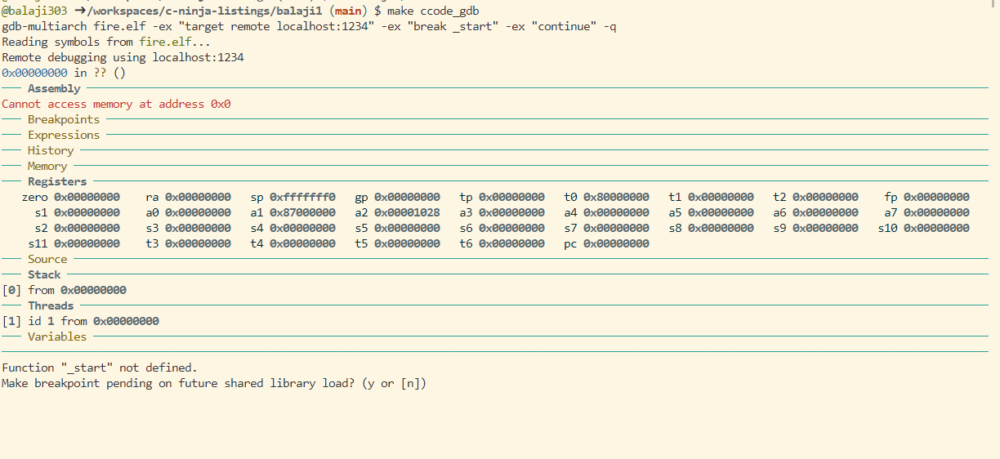 @balaji303 ➜/workspaces/c-ninja-listings/balaji1 (main) $ make ccode_gdb
gdb-multiarch fire.elf -ex "target remote localhost:1234" -ex "break _start" -ex "continue" -q
Reading symbols from fire.elf...
Remote debugging using localhost:1234
0x00000000 in ?? ()
─── Assembly
Cannot access memory at address 0x0
─── Breakpoints
─── Expressions
─── History
─── Memory
─── Registers
zero 0x00000000 ra 0x00000000 sp 0xfffffff0 gp 0x00000000 tp 0x00000000 t0 0x80000000 t1 0x00000000 t2 0x00000000 fp 0x00000000
s1 0x00000000 a0 0x00000000 a1 0x87000000 a2 0x00001028 a3 0x00000000 a4 0x00000000 a5 0x00000000 a6 0x00000000 a7 0x00000000
s2 0x00000000 s3 0x00000000 s4 0x00000000 s5 0x00000000 s6 0x00000000 s7 0x00000000 s8 0x00000000 s9 0x00000000 s10 0x00000000
s11 0x00000000 t3 0x00000000 t4 0x00000000 t5 0x00000000 t6 0x00000000 pc 0x00000000
─── Source
─── Stack
[0] from 0x00000000
─── Threads
[1] id 1 from 0x00000000
─── Variables
Function "_start" not defined.
Make breakpoint pending on future shared library load? (y or [n])